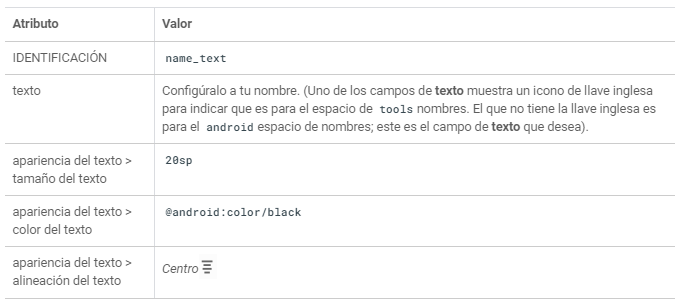 Atributo Valor
IDENTIFICACIÓN name_text
texto Configúralo a tu nombre. (Uno de los campos de texto muestra un icono de llave inglesa
para indicar que es para el espacio de tools nombres. El que no tiene la llave inglesa es
para el android espacio de nombres; este es el campo de texto que desea).
apariencia del texto >
tamaño del texto
20sp
apariencia del texto >
color del texto
@android:color/black
apariencia del texto >
alineación del texto
Centro